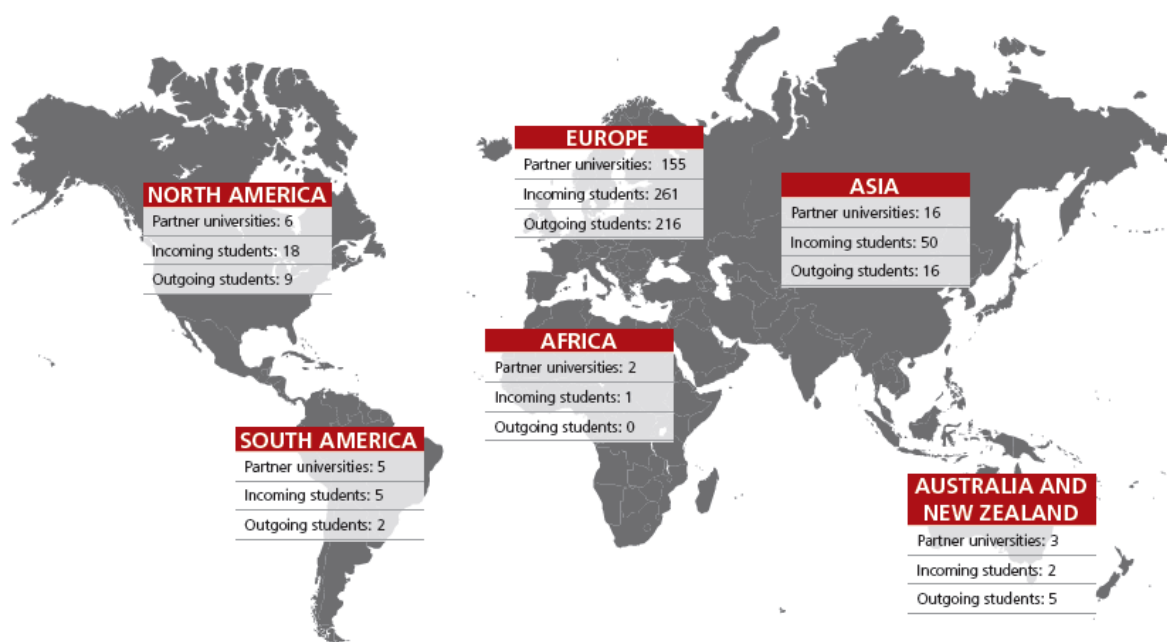 EUROPE
Partner universities: 155
Incoming students: 261
Outgoing students: 216
NORTH AMERICA
Partner universities: 6
Incoming students: 18
Outgoing students: 9
ASIA
Partner universities: 16
Incoming students: 50
Outgoing students: 16
AFRICA
Partner universities: 2
Incoming students: 1
Outgoing students: 0
SOUTH AMERICA
Partner universities: 5
Incoming students: 5
Outgoing students: 2
AUSTRALIA AND
NEW ZEALAND
Partner universities: 3
Incoming students: 2
Outgoing students: 5